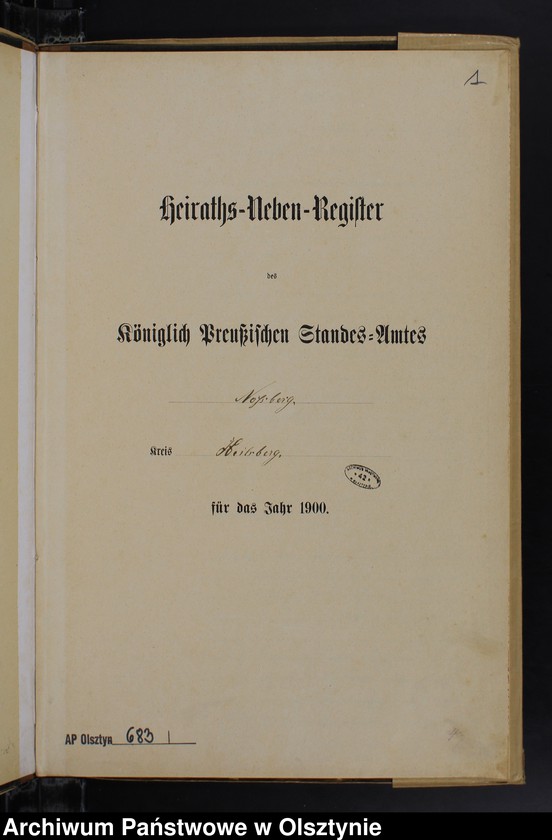 1
Heiraths-Neben-Register
des
Königlich Preußischen Standes-Amtes
Noßberg.
Kreis Heilsberg.
42
für das Jahr 1900.
AP Olsztyn 683
Archiwum Państwowe w Olsztynie